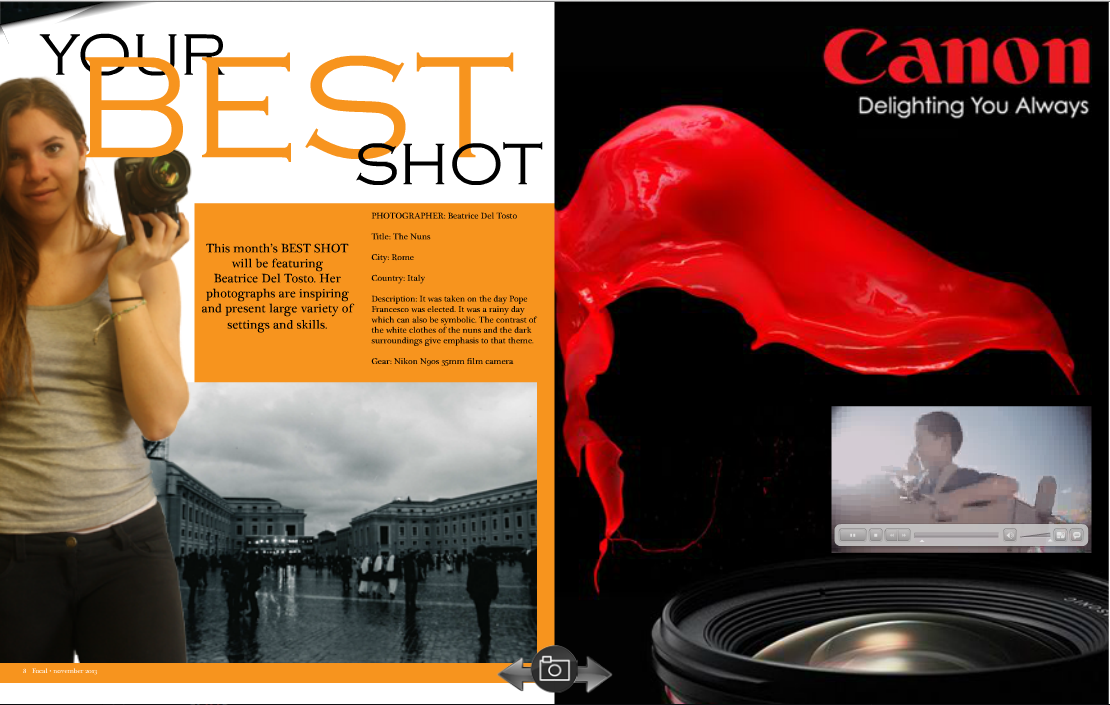 YOUR
BEST
SHOT
This month's BEST SHOT
will be featuring
Beatrice Del Tosto. Her
photographs are inspiring
and present large variety of
settings and skills.
PHOTOGRAPHER: Beatrice Del Tosto
Title: The Nuns
City: Rome
Country: Italy
Description: It was taken on the day Pope
Francesco was elected. It was a rainy day
which can also be symbolic. The contrast of
the white clothes of the nuns and the dark
surroundings give emphasis to that theme.
Gear: Nikon N90s 35mm film camera
8 Focal • november 2013
Canon
Delighting You Always